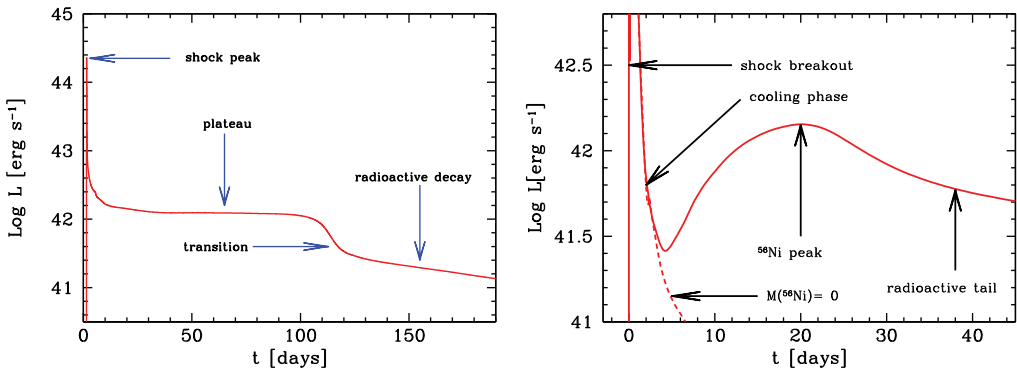 45
44
43
42
41
Log L [erg s⁻¹]
shock peak
plateau
radioactive decay
transition
0
50
100
150
t [days]
42.5
42
41.5
41
Log L[erg s⁻¹]
shock breakout
cooling phase
⁵⁶Ni peak
radioactive tail
M(⁵⁶Ni)= 0
0
10
20
30
40
t [days]